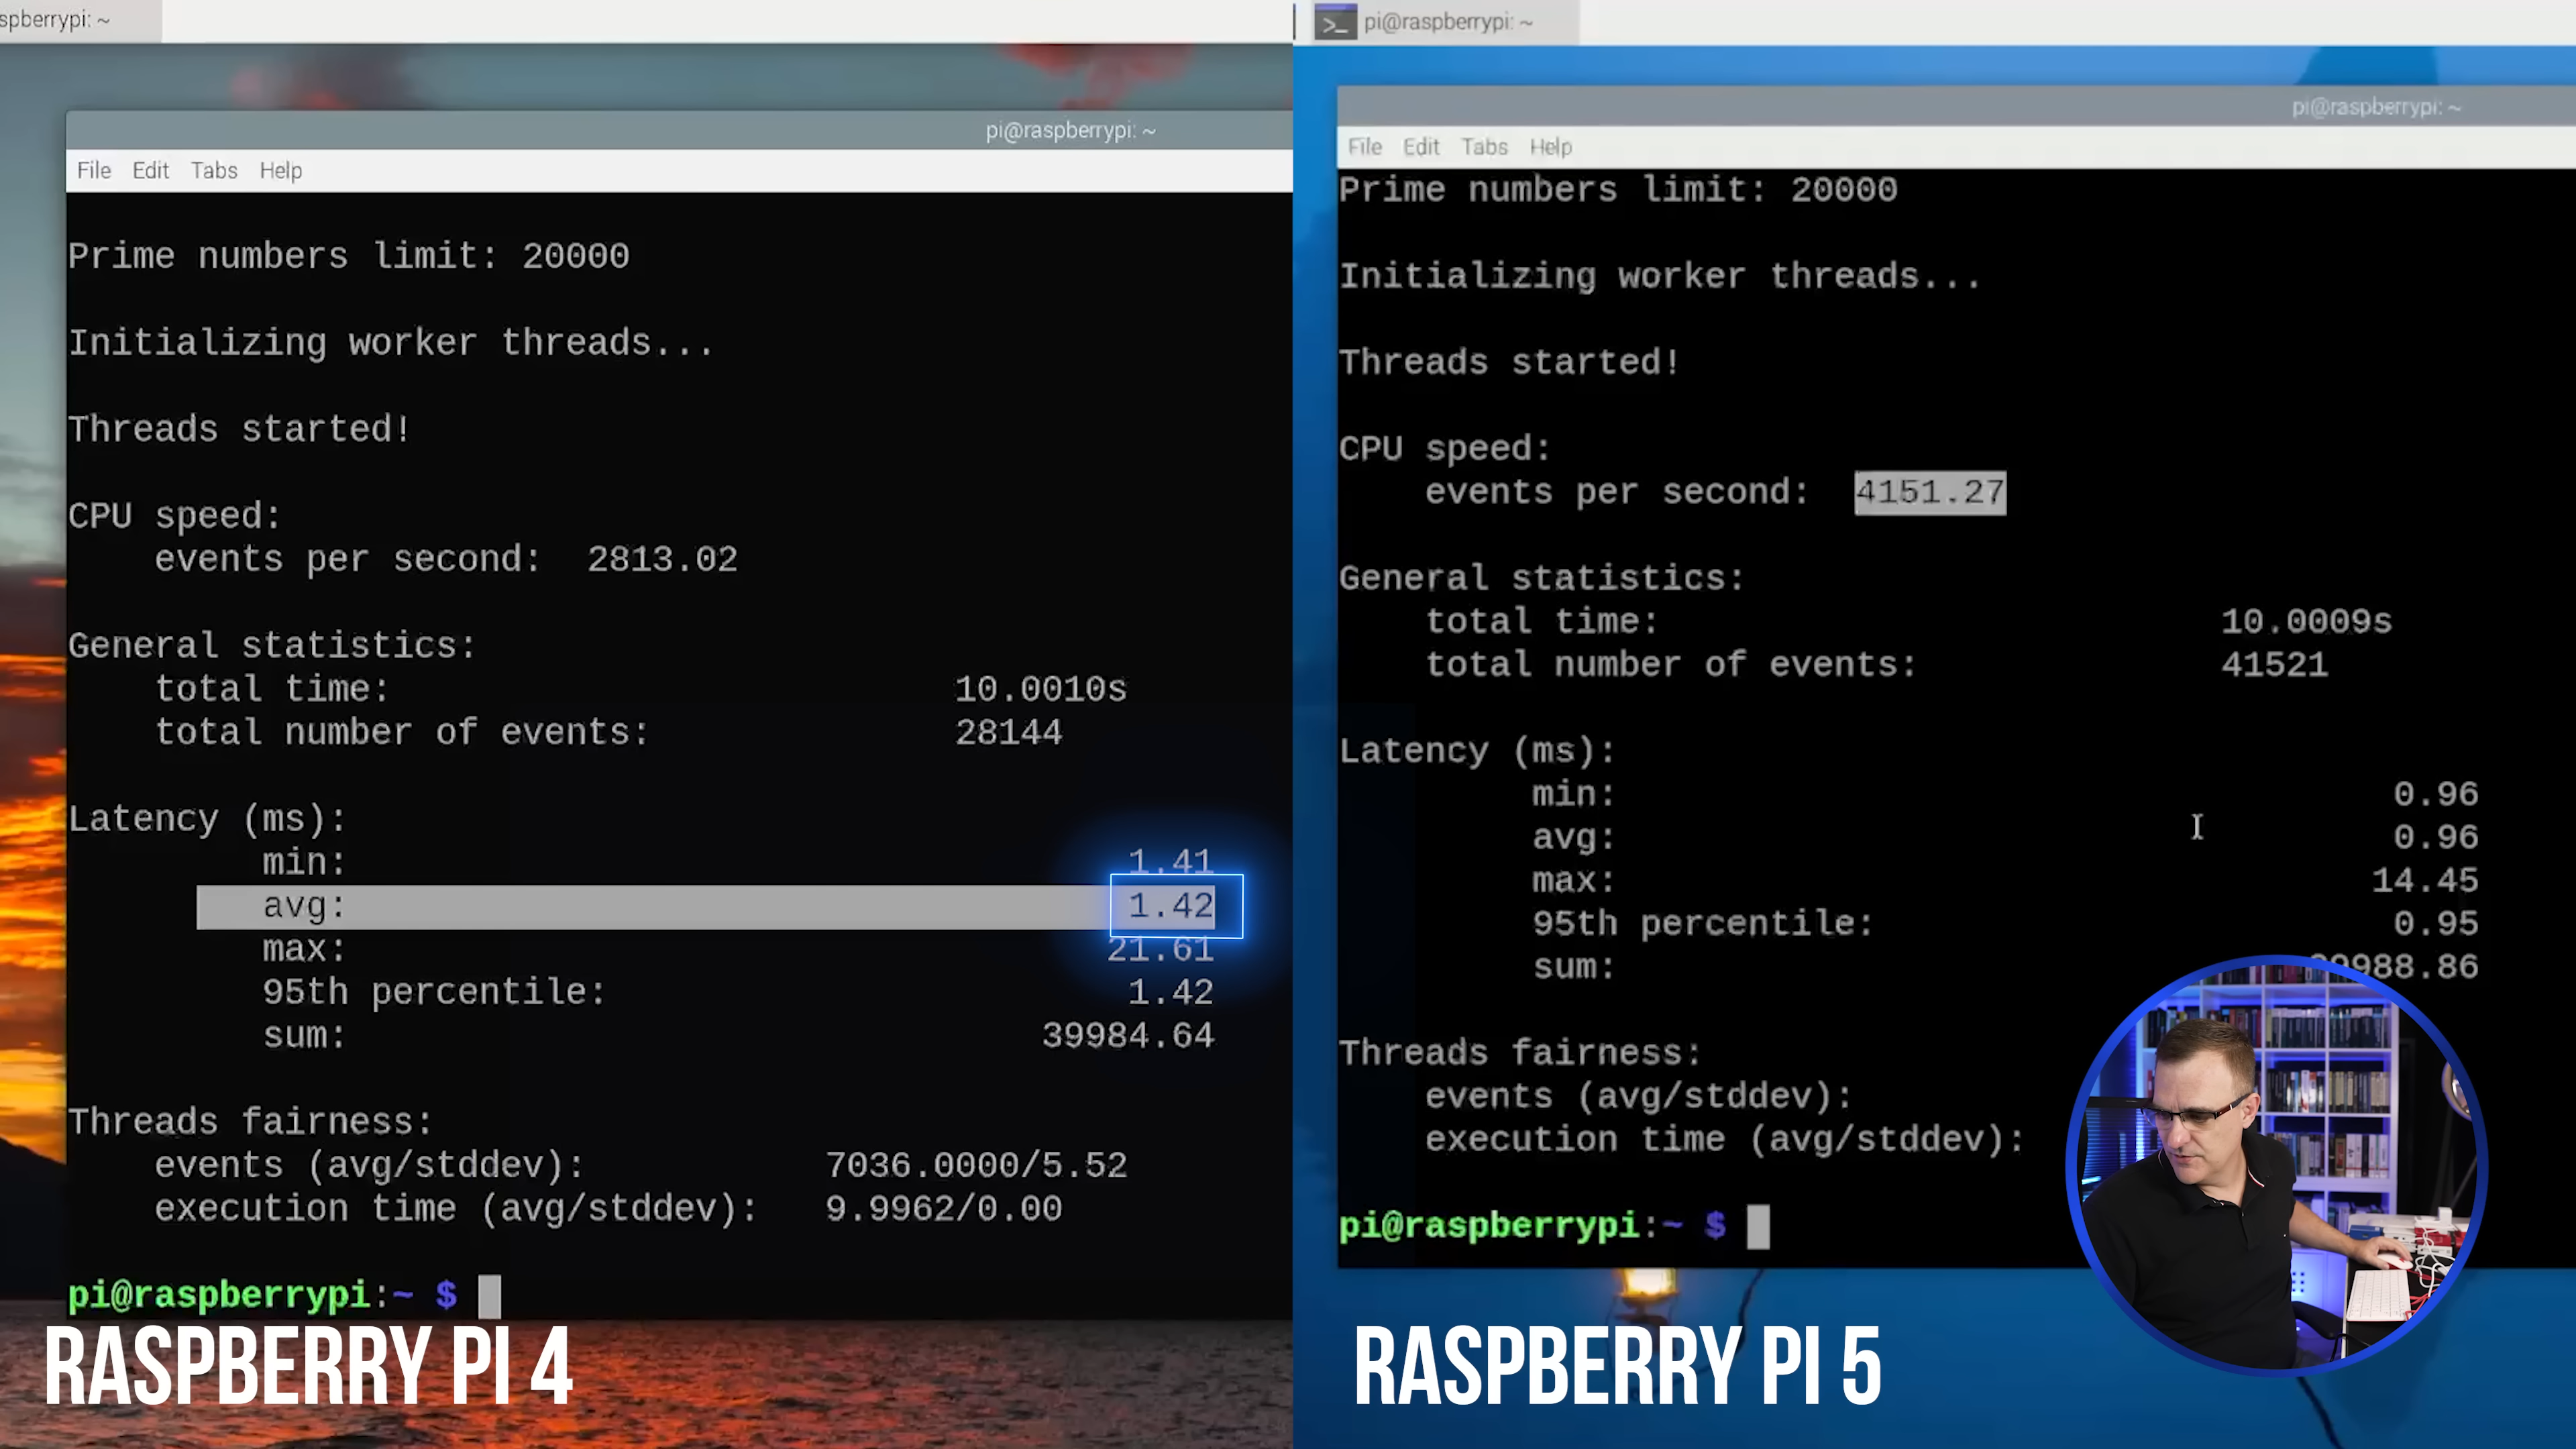 spberrypi: ~
pi@raspberrypi: ~
File Edit Tabs Help
Prime numbers limit: 20000
Initializing worker threads...
Threads started!
CPU speed:
events per second: 2813.02
General statistics:
total time: 10.0010s
total number of events: 28144
Latency (ms):
min: 1.41
avg: 1.42
max: 21.61
95th percentile: 1.42
sum: 39984.64
Threads fairness:
events (avg/stddev): 7036.0000/5.52
execution time (avg/stddev): 9.9962/0.00
pi@raspberrypi:~ $
RASPBERRY PI 4
pi@raspberrypi: ~
pi@raspberrypi: ~
File Edit Tabs Help
Prime numbers limit: 20000
Initializing worker threads...
Threads started!
CPU speed:
events per second: 4151.27
General statistics:
total time: 10.0009s
total number of events: 41521
Latency (ms):
min: 0.96
avg: 0.96
max: 14.45
95th percentile: 0.95
sum:
Threads fairness:
events (avg/stddev):
execution time (avg/stddev):
pi@raspberrypi:~ $
RASPBERRY PI 5